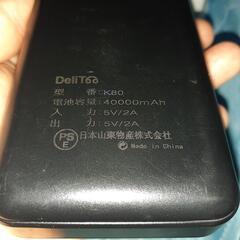 DeliToo
型 番:K80
電池容量:40000mAh
入 力:5V/2A
出 力:5V/2A
PSE 日本山東物産株式会社
Made in China